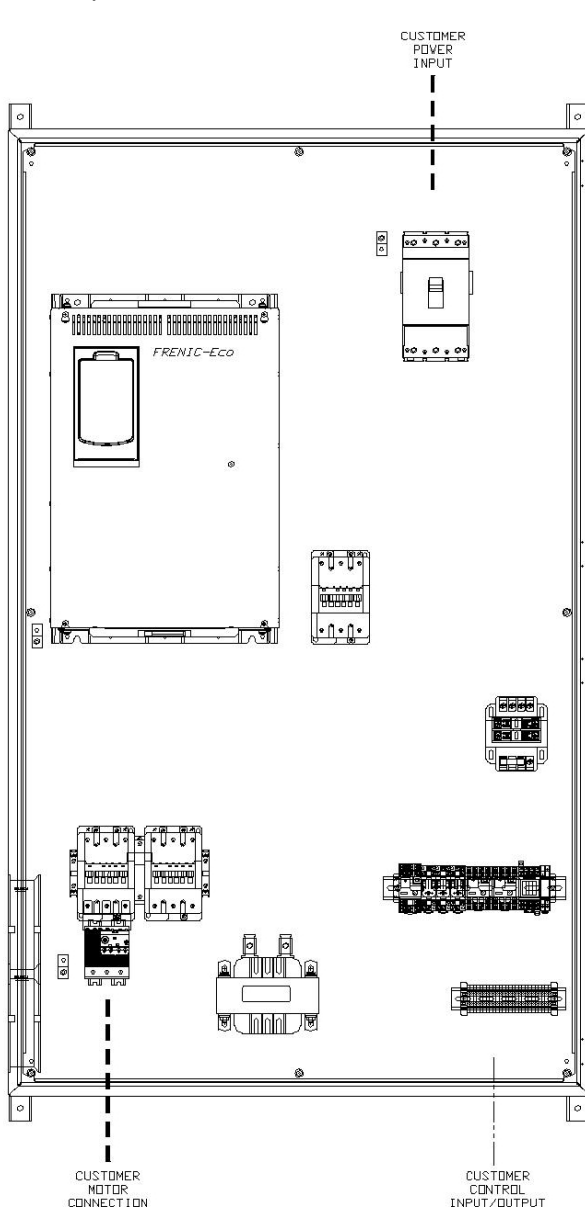 CUSTOMER
POWER
INPUT
FRENIC-Eco
CUSTOMER
MOTOR
CONNECTION
CUSTOMER
CONTROL
INPUT/OUTPUT